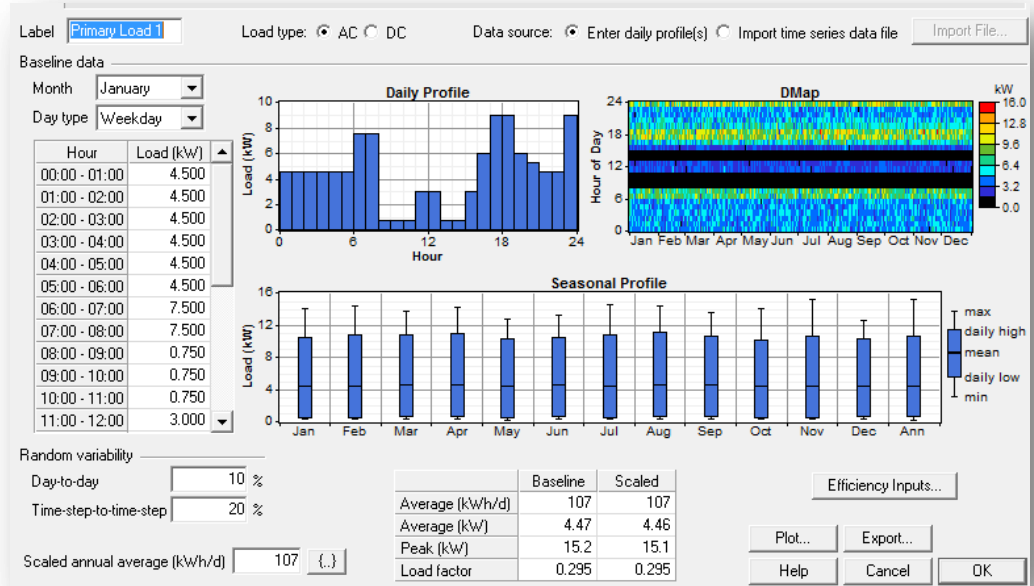 Label Primary Load 1 Load type: AC DC Data source: Enter daily profile(s) Import time series data file Import File...
Baseline data
Month January
Day type Weekday
Hour Load (kW)
00:00 - 01:00 4.500
01:00 - 02:00 4.500
02:00 - 03:00 4.500
03:00 - 04:00 4.500
04:00 - 05:00 4.500
05:00 - 06:00 4.500
06:00 - 07:00 7.500
07:00 - 08:00 7.500
08:00 - 09:00 0.750
09:00 - 10:00 0.750
10:00 - 11:00 0.750
11:00 - 12:00 3.000
Daily Profile
Load (kW)
10
8
6
4
2
0
0 6 12 18 24
Hour
DMap
Hour of Day
24
18
12
6
0
Jan Feb Mar Apr May Jun Jul Aug Sep Oct Nov Dec
kW
16.0
12.8
9.6
6.4
3.2
0.0
Seasonal Profile
Load (kW)
16
12
8
4
0
Jan Feb Mar Apr May Jun Jul Aug Sep Oct Nov Dec Ann
max
daily high
mean
daily low
min
Random variability
Day-to-day 10 %
Time-step-to-time-step 20 %
Scaled annual average (kWh/d) 107 {..}
Baseline Scaled
Average (kWh/d) 107 107
Average (kW) 4.47 4.46
Peak (kW) 15.2 15.1
Load factor 0.295 0.295
Efficiency Inputs...
Plot... Export...
Help Cancel OK